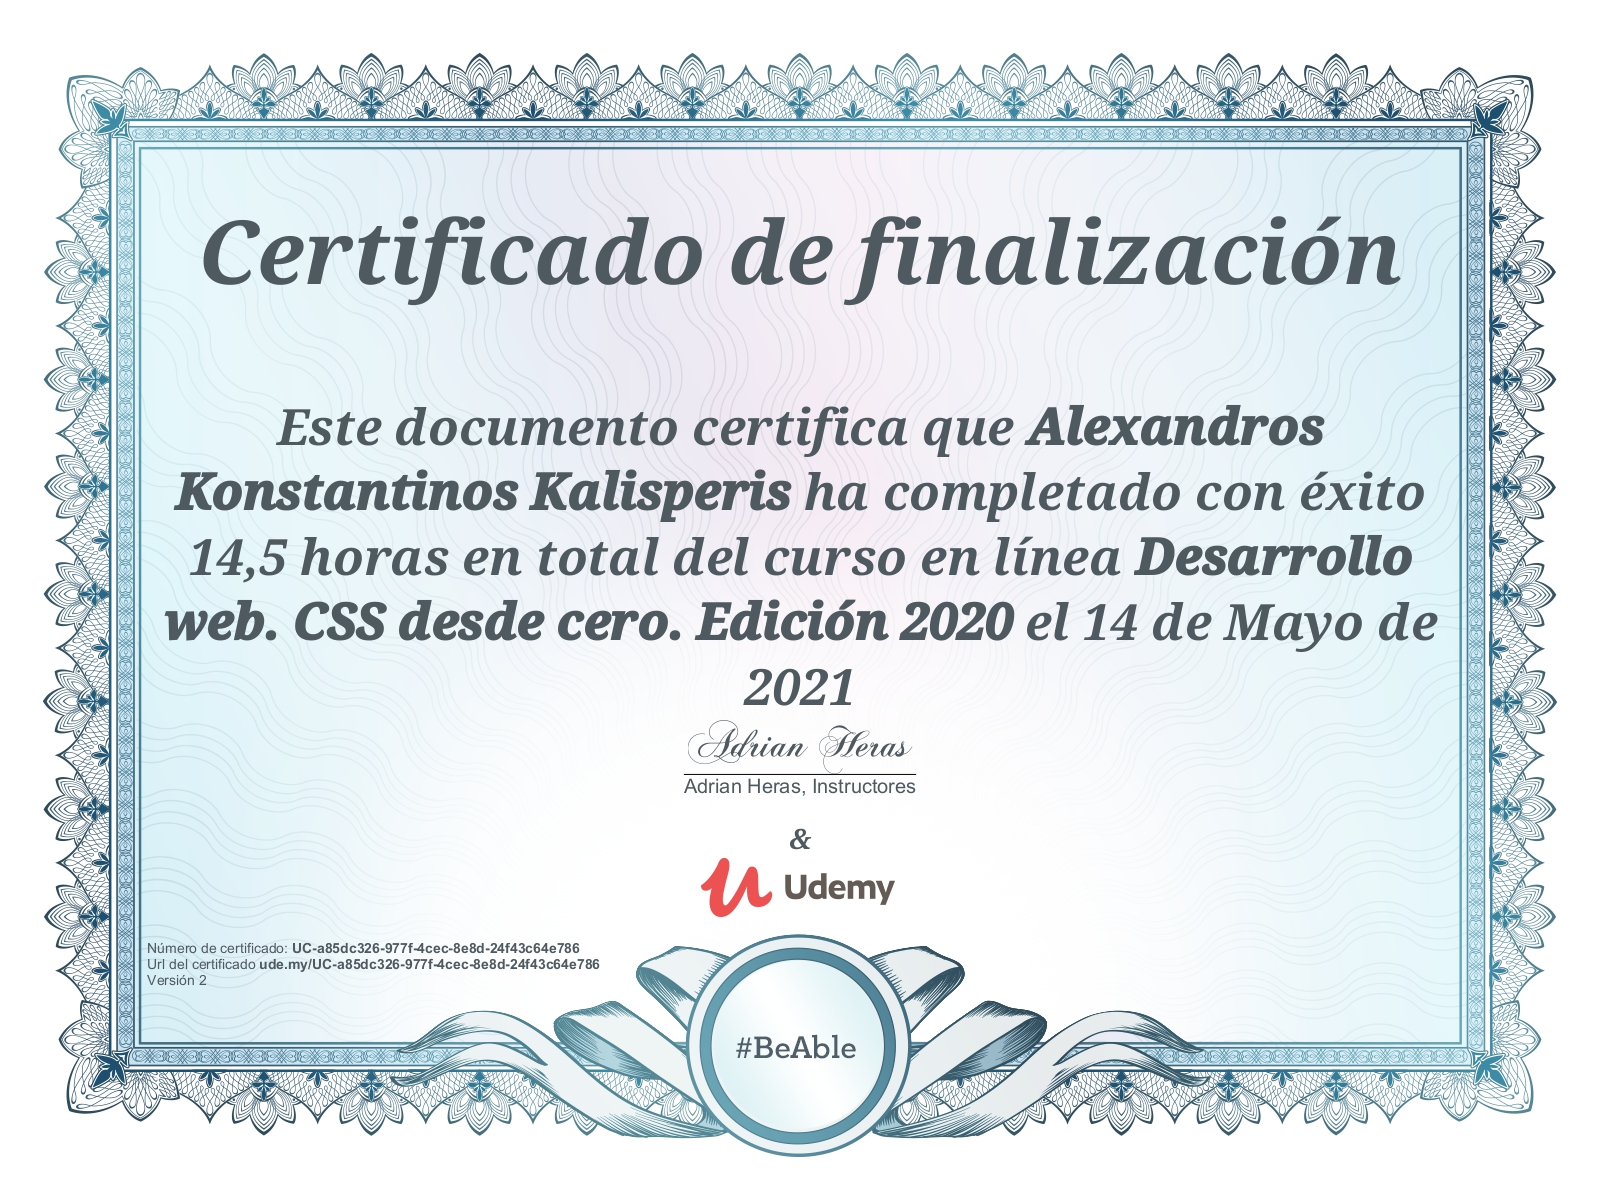 Certificado de finalización
Este documento certifica que Alexandros
Konstantinos Kalisperis ha completado con éxito
14,5 horas en total del curso en línea Desarrollo
web. CSS desde cero. Edición 2020 el 14 de Mayo de
2021
Adrian Heras
Adrian Heras, Instructores
&
Udemy
Número de certificado: UC-a85dc326-977f-4cec-8e8d-24f43c64e786
Url del certificado ude.my/UC-a85dc326-977f-4cec-8e8d-24f43c64e786
Versión 2
#BeAble